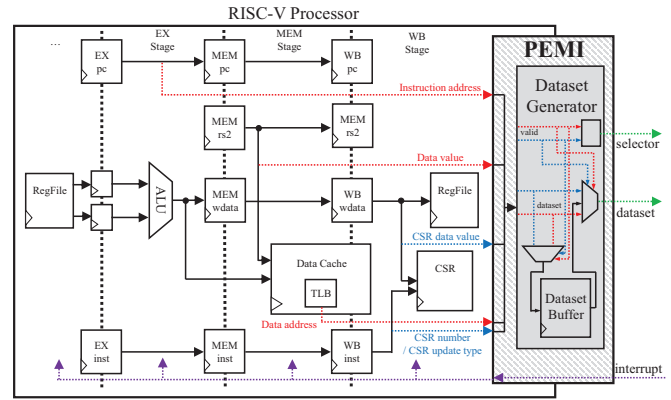 RISC-V Processor
...
EX
Stage
MEM
Stage
WB
Stage
PEMI
EX
pc
MEM
pc
WB
pc
Instruction address
Dataset
Generator
MEM
rs2
MEM
rs2
valid
selector
Data value
RegFile
ALU
MEM
wdata
WB
wdata
RegFile
dataset
dataset
CSR data value
Data Cache
CSR
TLB
Dataset
Buffer
Data address
CSR number
/ CSR update type
EX
inst
MEM
inst
WB
inst
interrupt